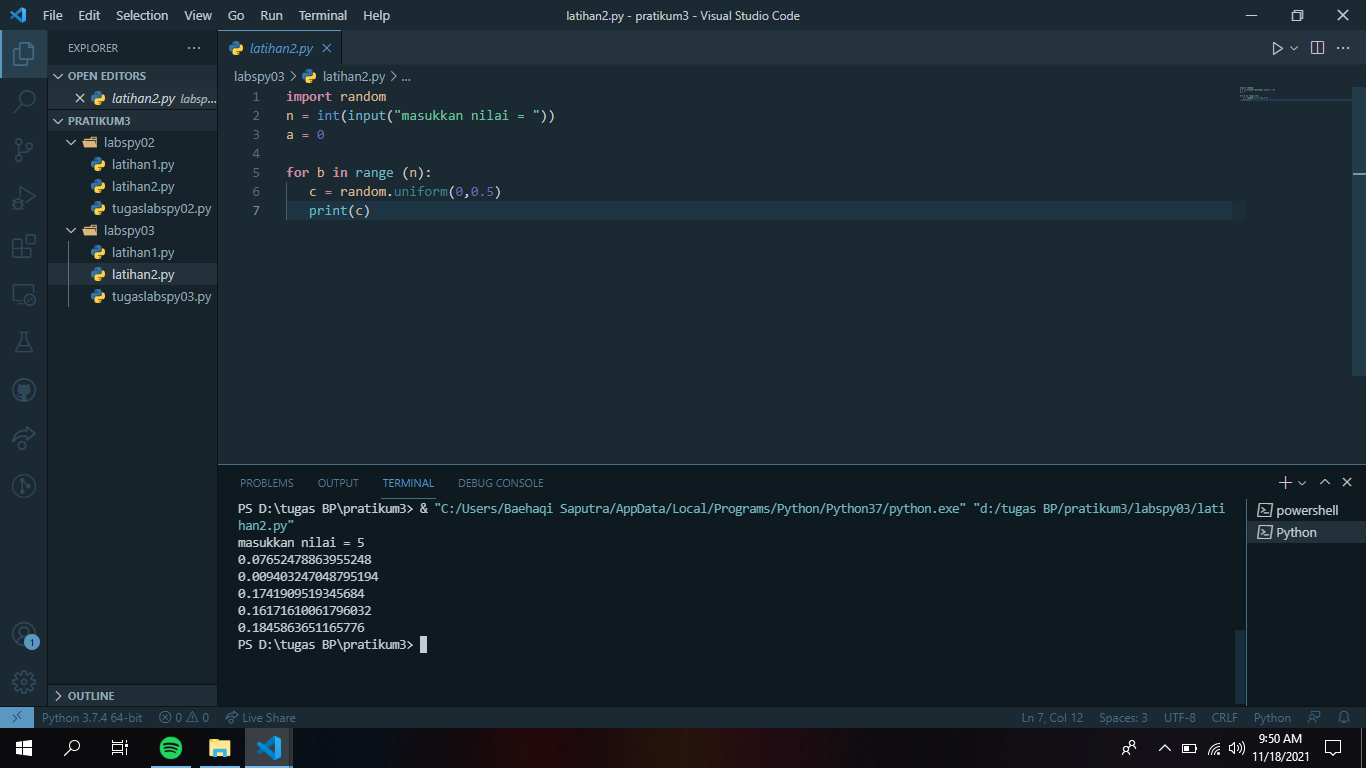 File Edit Selection View Go Run Terminal Help
latihan2.py - pratikum3 - Visual Studio Code
EXPLORER
OPEN EDITORS
latihan2.py labsp...
PRATIKUM3
labspy02
latihan1.py
latihan2.py
tugaslabspy02.py
labspy03
latihan1.py
latihan2.py
tugaslabspy03.py
OUTLINE
latihan2.py
labspy03 > latihan2.py > ...
1 import random
2 n = int(input("masukkan nilai = "))
3 a = 0
4
5 for b in range (n):
6 c = random.uniform(0,0.5)
7 print(c)
PROBLEMS OUTPUT TERMINAL DEBUG CONSOLE
PS D:\tugas BP\pratikum3> & "C:/Users/Baehaqi Saputra/AppData/Local/Programs/Python/Python37/python.exe" "d:/tugas BP/pratikum3/labspy03/lati
han2.py"
masukkan nilai = 5
0.07652478863955248
0.009403247048795194
0.1741909519345684
0.16171610061796032
0.1845863651165776
PS D:\tugas BP\pratikum3>
powershell
Python
1
Python 3.7.4 64-bit 0 0 Live Share
Ln 7, Col 12 Spaces: 3 UTF-8 CRLF Python
9:50 AM
11/18/2021